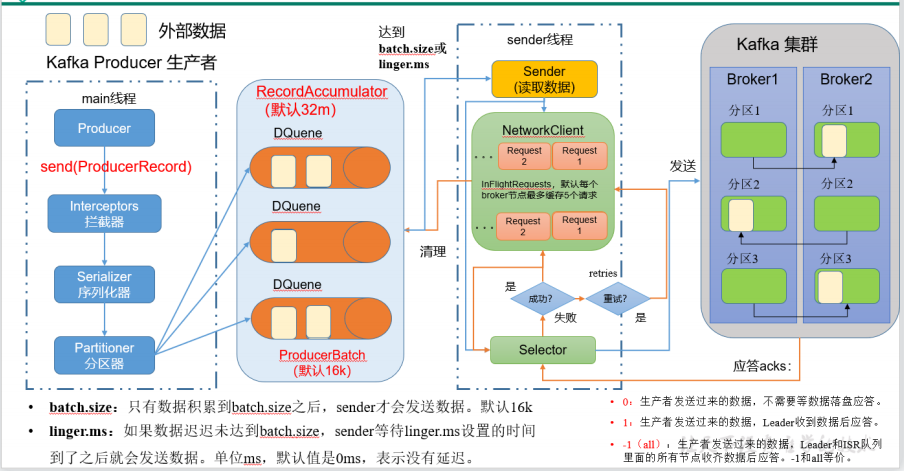 外部数据
Kafka Producer 生产者
main线程
Producer
send(ProducerRecord)
Interceptors
拦截器
Serializer
序列化器
Partitioner
分区器
RecordAccumulator
(默认32m)
DQuene
DQuene
DQuene
ProducerBatch
(默认16k)
达到
batch.size或
linger.ms
清理
sender线程
Sender
(读取数据)
NetworkClient
... Request 2
Request 1
InFlightRequests，默认每个
broker节点最多缓存5个请求
... Request 2
Request 1
是
成功?
失败
retries
重试?
是
Selector
发送
Kafka 集群
Broker1
分区1
分区2
分区3
Broker2
分区1
分区2
分区3
应答acks：
• batch.size：只有数据积累到batch.size之后，sender才会发送数据。默认16k
• linger.ms：如果数据迟迟未达到batch.size，sender等待linger.ms设置的时间
到了之后就会发送数据。单位ms，默认值是0ms，表示没有延迟。
• 0：生产者发送过来的数据，不需要等数据落盘应答。
• 1：生产者发送过来的数据，Leader收到数据后应答。
• -1（all）：生产者发送过来的数据，Leader和ISR队列
里面的所有节点收齐数据后应答。-1和all等价。